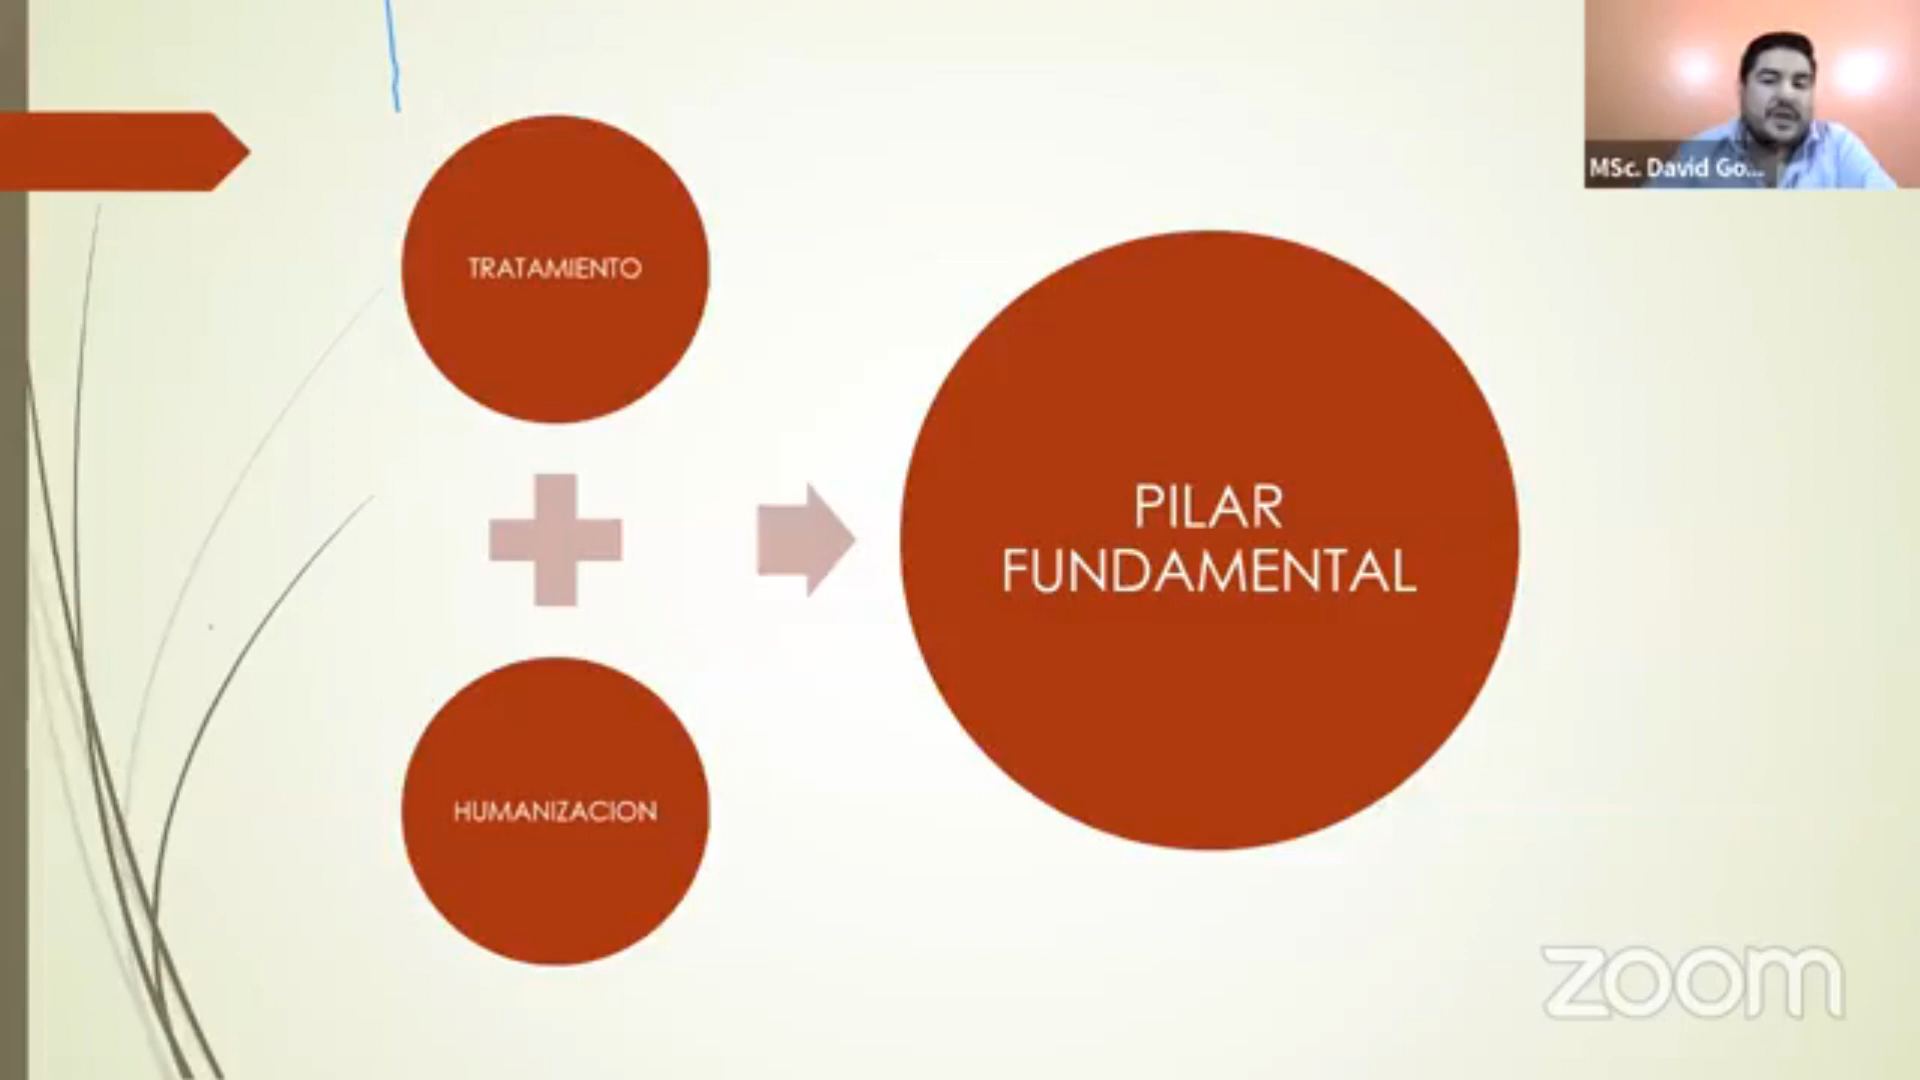 MSc. David Go...
TRATAMIENTO
PILAR
FUNDAMENTAL
HUMANIZACION
zoom